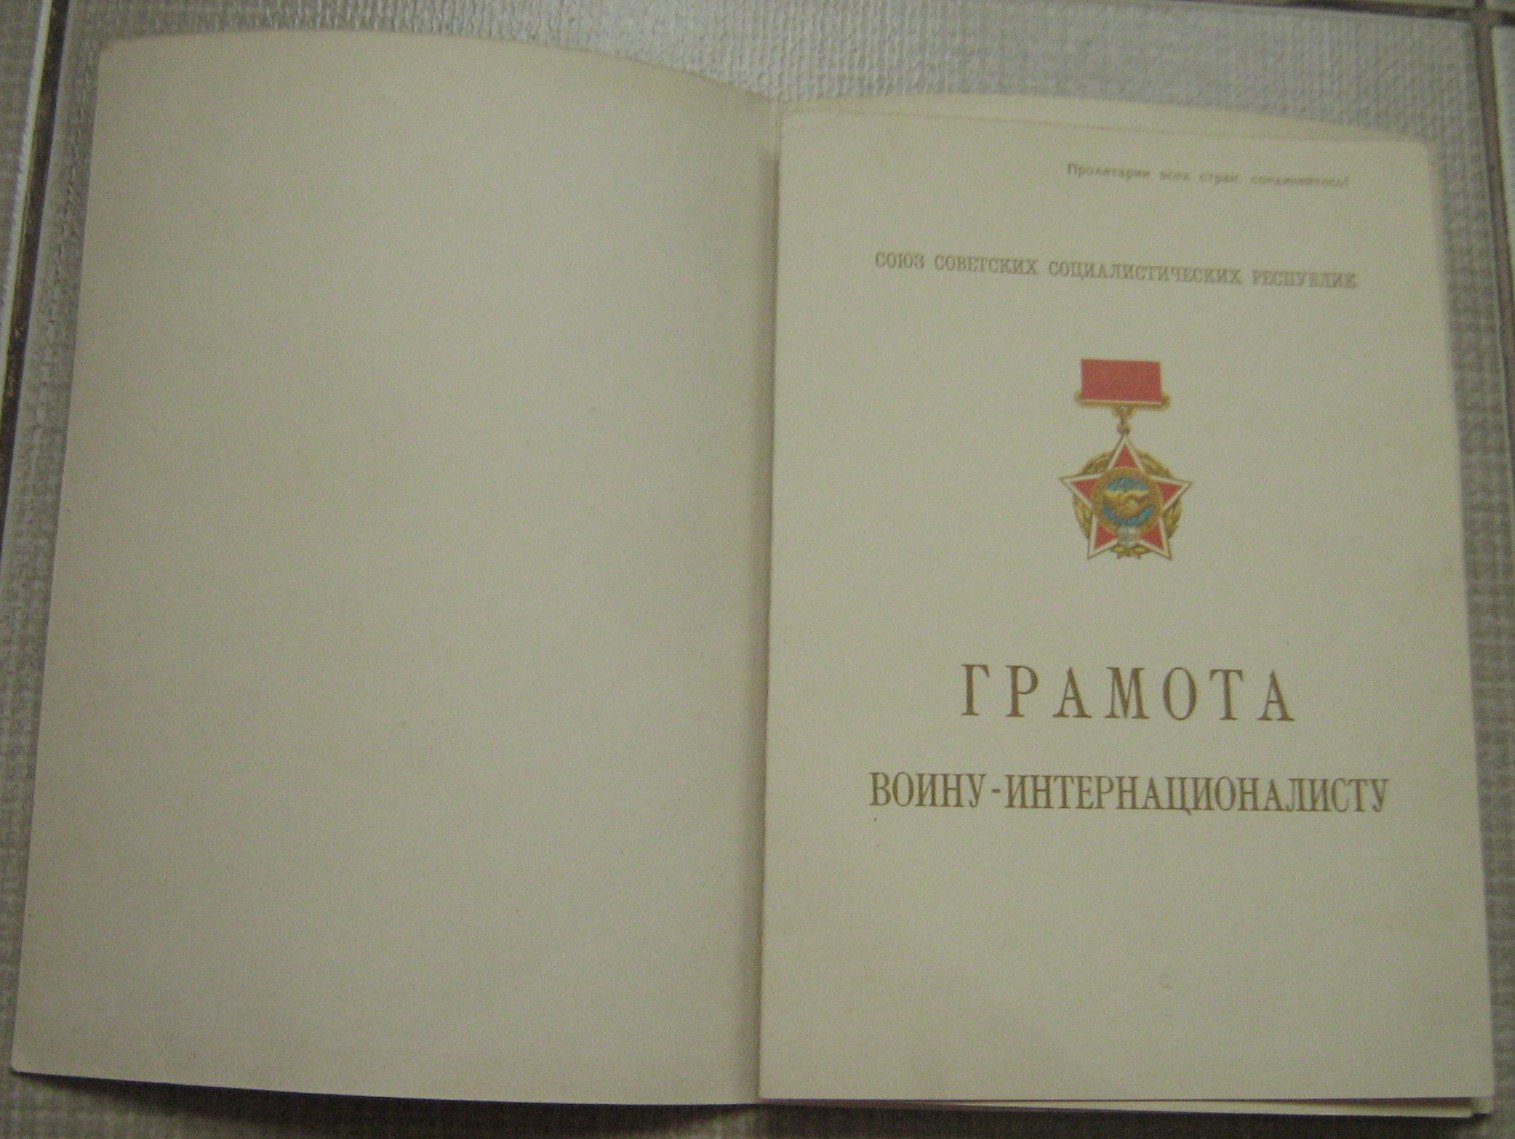 Пролетарии всех стран, соединяйтесь!
СОЮЗ СОВЕТСКИХ СОЦИАЛИСТИЧЕСКИХ РЕСПУБЛИК
ГРАМОТА
ВОИНУ-ИНТЕРНАЦИОНАЛИСТУ